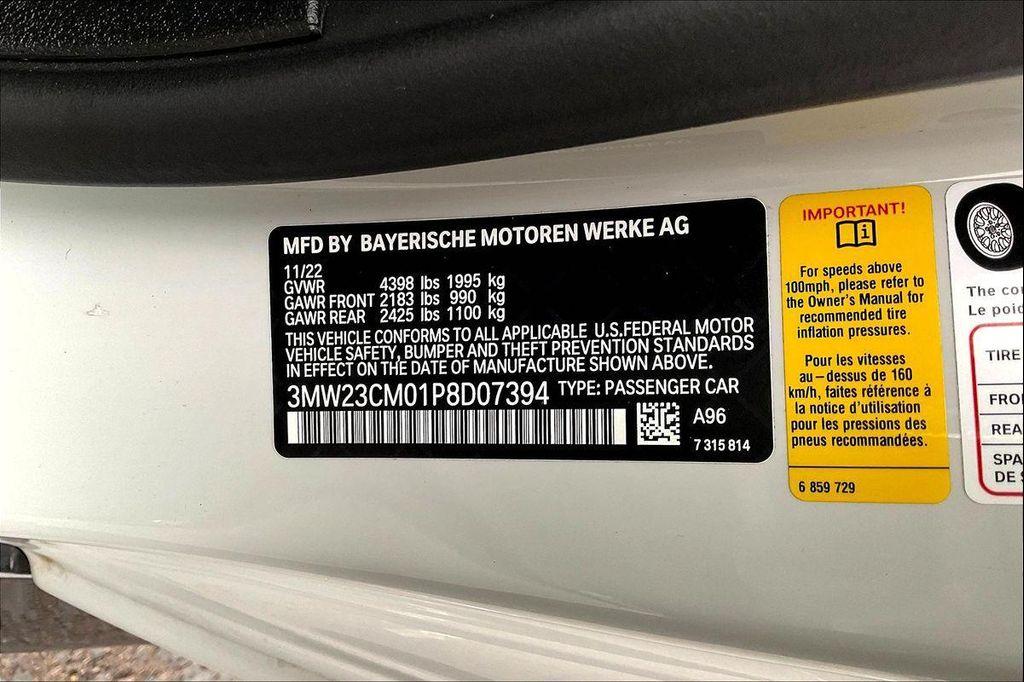 MFD BY BAYERISCHE MOTOREN WERKE AG
11/22
GVWR 4398 lbs 1995 kg
GAWR FRONT 2183 lbs 990 kg
GAWR REAR 2425 lbs 1100 kg
THIS VEHICLE CONFORMS TO ALL APPLICABLE U.S.FEDERAL MOTOR
VEHICLE SAFETY, BUMPER AND THEFT PREVENTION STANDARDS
IN EFFECT ON THE DATE OF MANUFACTURE SHOWN ABOVE.
3MW23CM01P8D07394 TYPE: PASSENGER CAR
A96
7 315 814
IMPORTANT!
i
For speeds above
100mph, please refer to
the Owner's Manual for
recommended tire
inflation pressures.
Pour les vitesses
au-dessus de 160
km/h, faites référence à
la notice d'utilisation
pour les pressions des
pneus recommandées.
6 859 729
The
Le
TIRE
DE